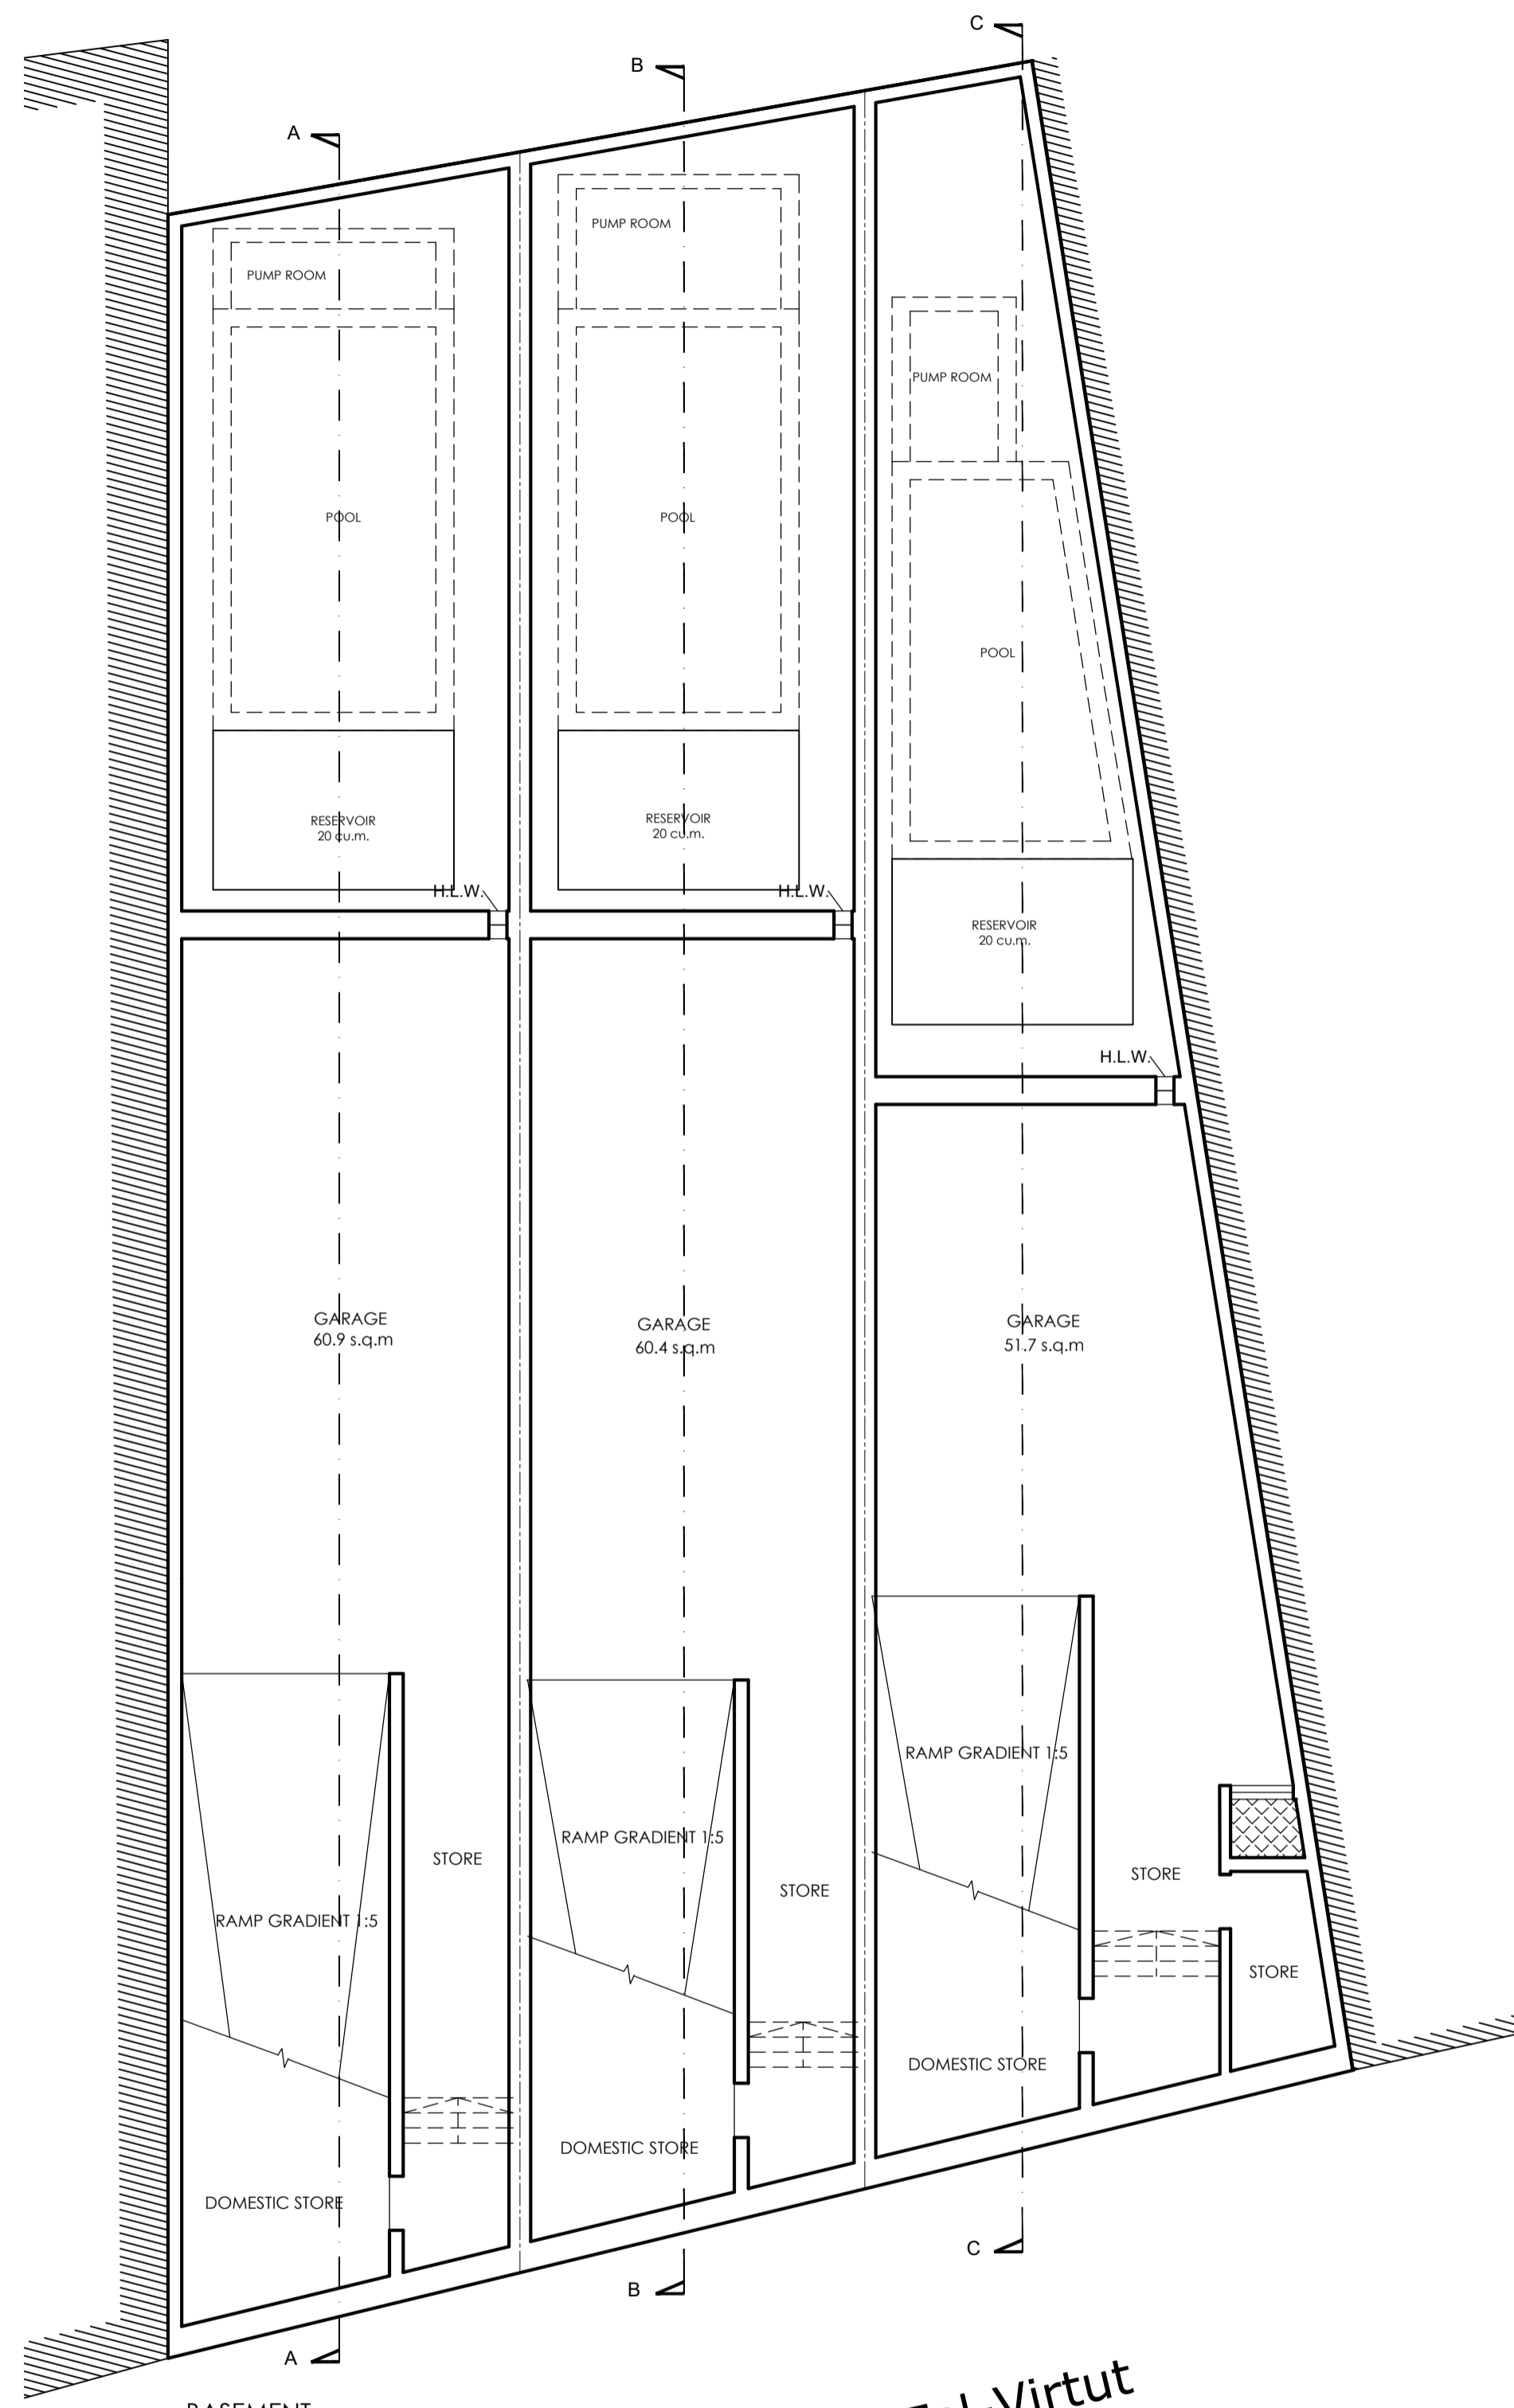 C
B
A
PUMP ROOM
PUMP ROOM
PUMP ROOM
POOL
POOL
POOL
RESERVOIR
20 cu.m.
RESERVOIR
20 cu.m.
RESERVOIR
20 cu.m.
H.L.W.
H.L.W.
H.L.W.
GARAGE
60.9 s.q.m
GARAGE
60.4 s.q.m
GARAGE
51.7 s.q.m
RAMP GRADIENT 1:5
RAMP GRADIENT 1:5
RAMP GRADIENT 1:5
STORE
STORE
STORE
STORE
DOMESTIC STORE
DOMESTIC STORE
DOMESTIC STORE
C
B
A
BASEMENT
Tal-Virtut